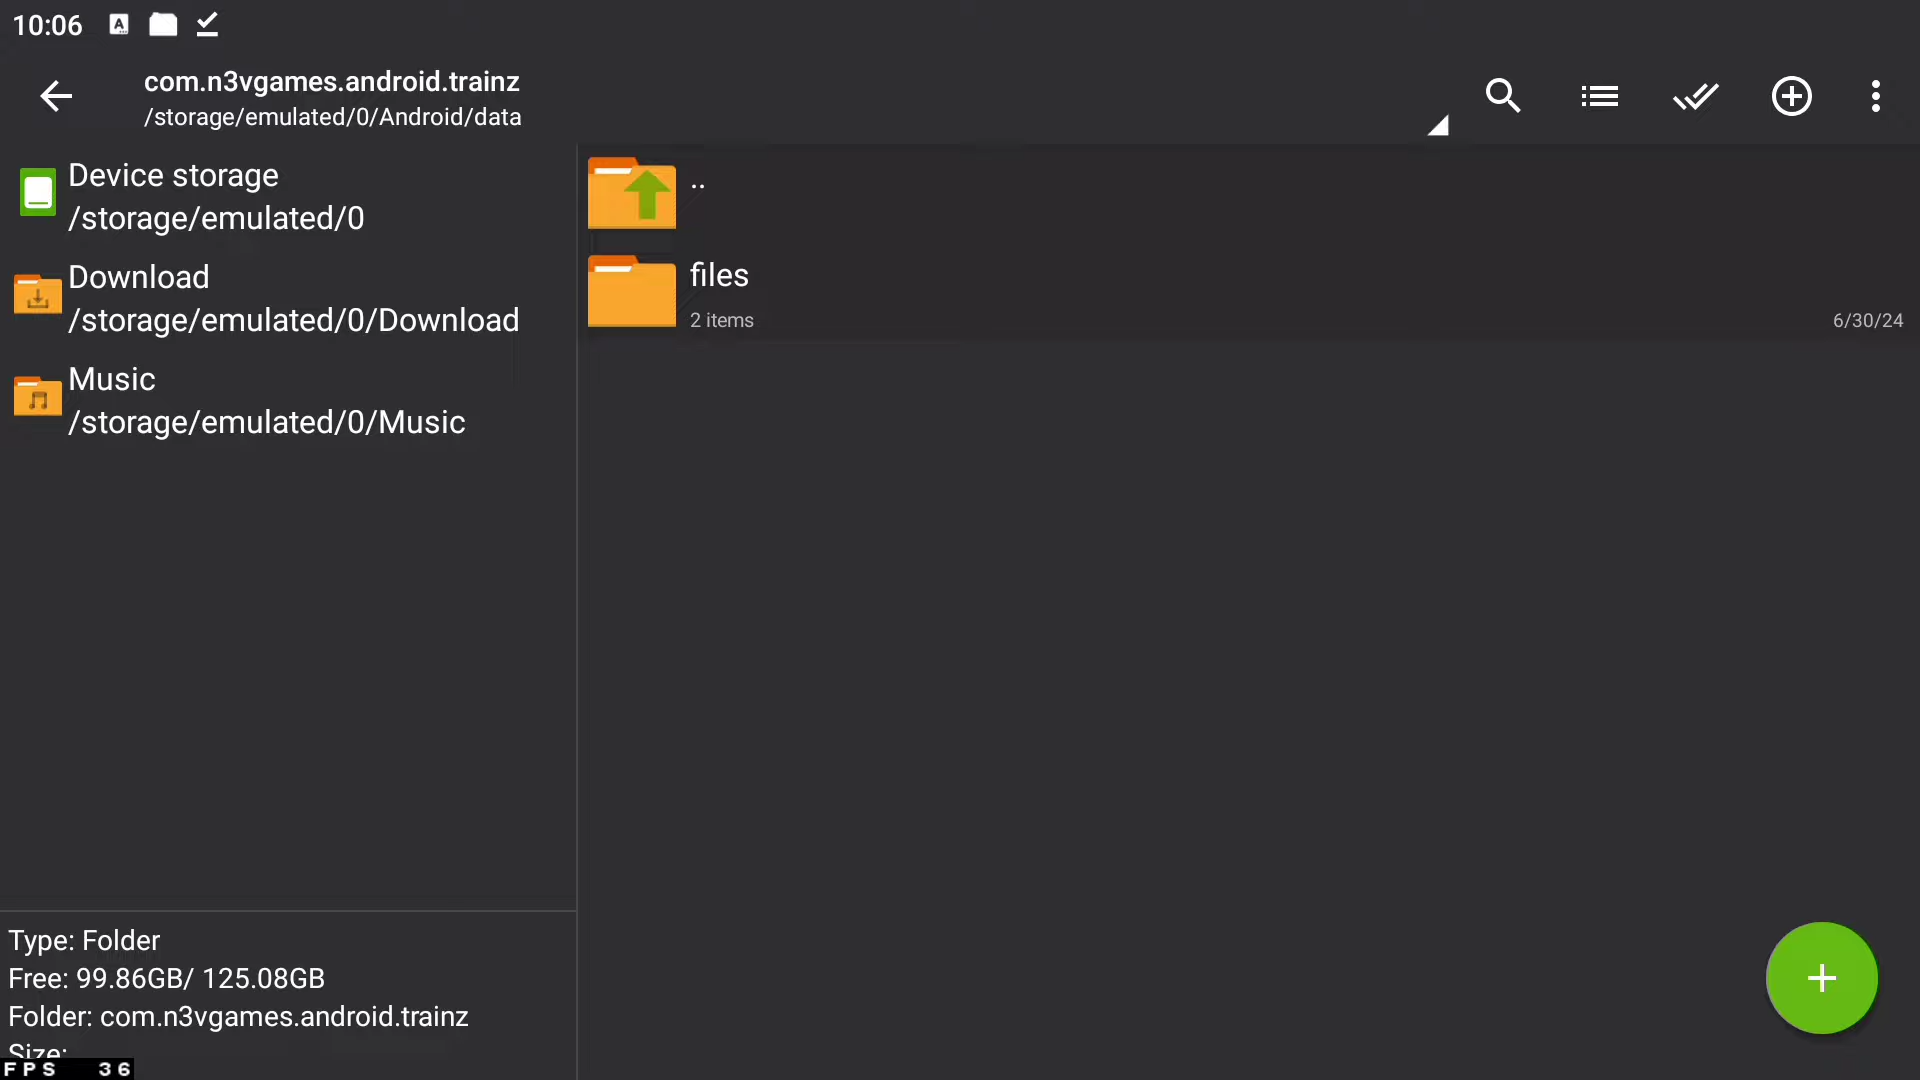 10:06
com.n3vgames.android.trainz
/storage/emulated/0/Android/data
Device storage
/storage/emulated/0
Download
/storage/emulated/0/Download
Music
/storage/emulated/0/Music
..
files
2 items
6/30/24
Type: Folder
Free: 99.86GB/ 125.08GB
Folder: com.n3vgames.android.trainz
Size:
FPS 36